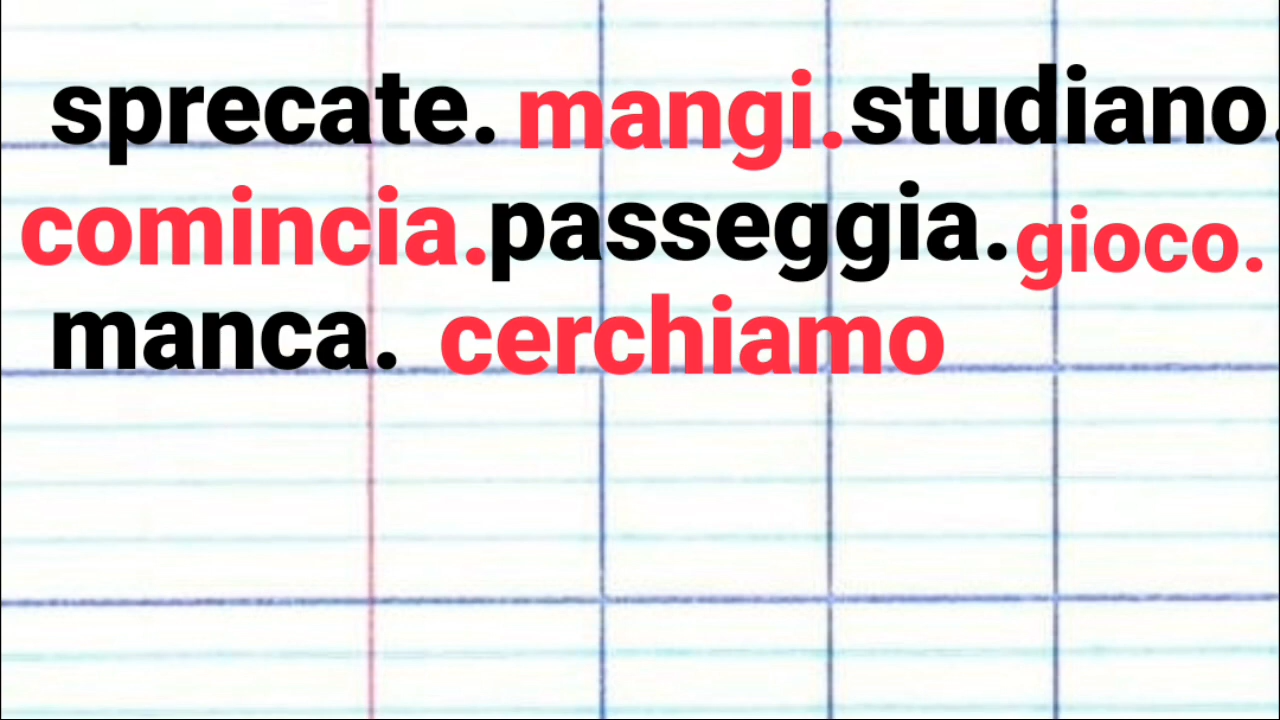 sprecate. mangi. studiano.
comincia. passeggia. gioco.
manca. cerchiamo